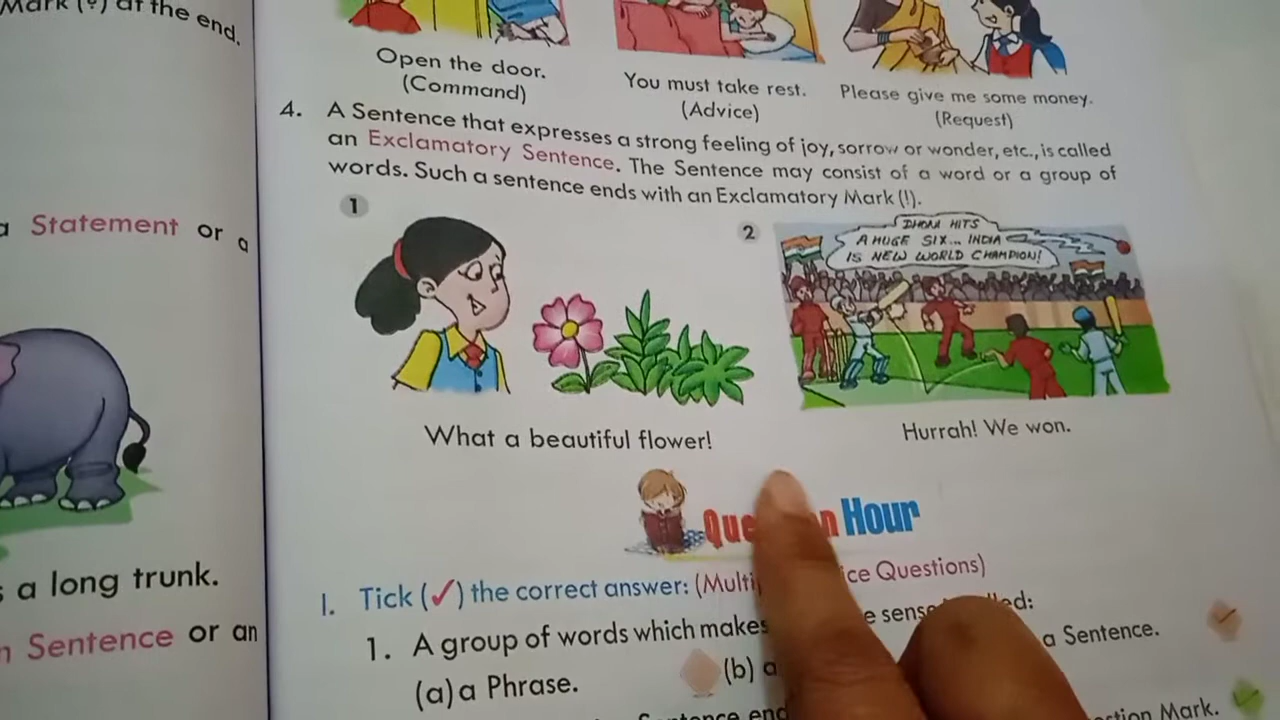 Mark (?) at the end.
a Statement or a
s a long trunk.
n Sentence or an
Open the door.
(Command)
You must take rest.
(Advice)
Please give me some money.
(Request)
4. A Sentence that expresses a strong feeling of joy, sorrow or wonder, etc., is called
an Exclamatory Sentence. The Sentence may consist of a word or a group of
words. Such a sentence ends with an Exclamatory Mark (!).
1
2
DHONI HITS
A HUGE SIX... INDIA
IS NEW WORLD CHAMPION!
What a beautiful flower!
Hurrah! We won.
Hour
I. Tick (✓) the correct answer: (Multi ice Questions)
1. A group of words which makes e sense led:
(a) a Phrase. (b) a a Sentence.
Sentence end stion Mark.